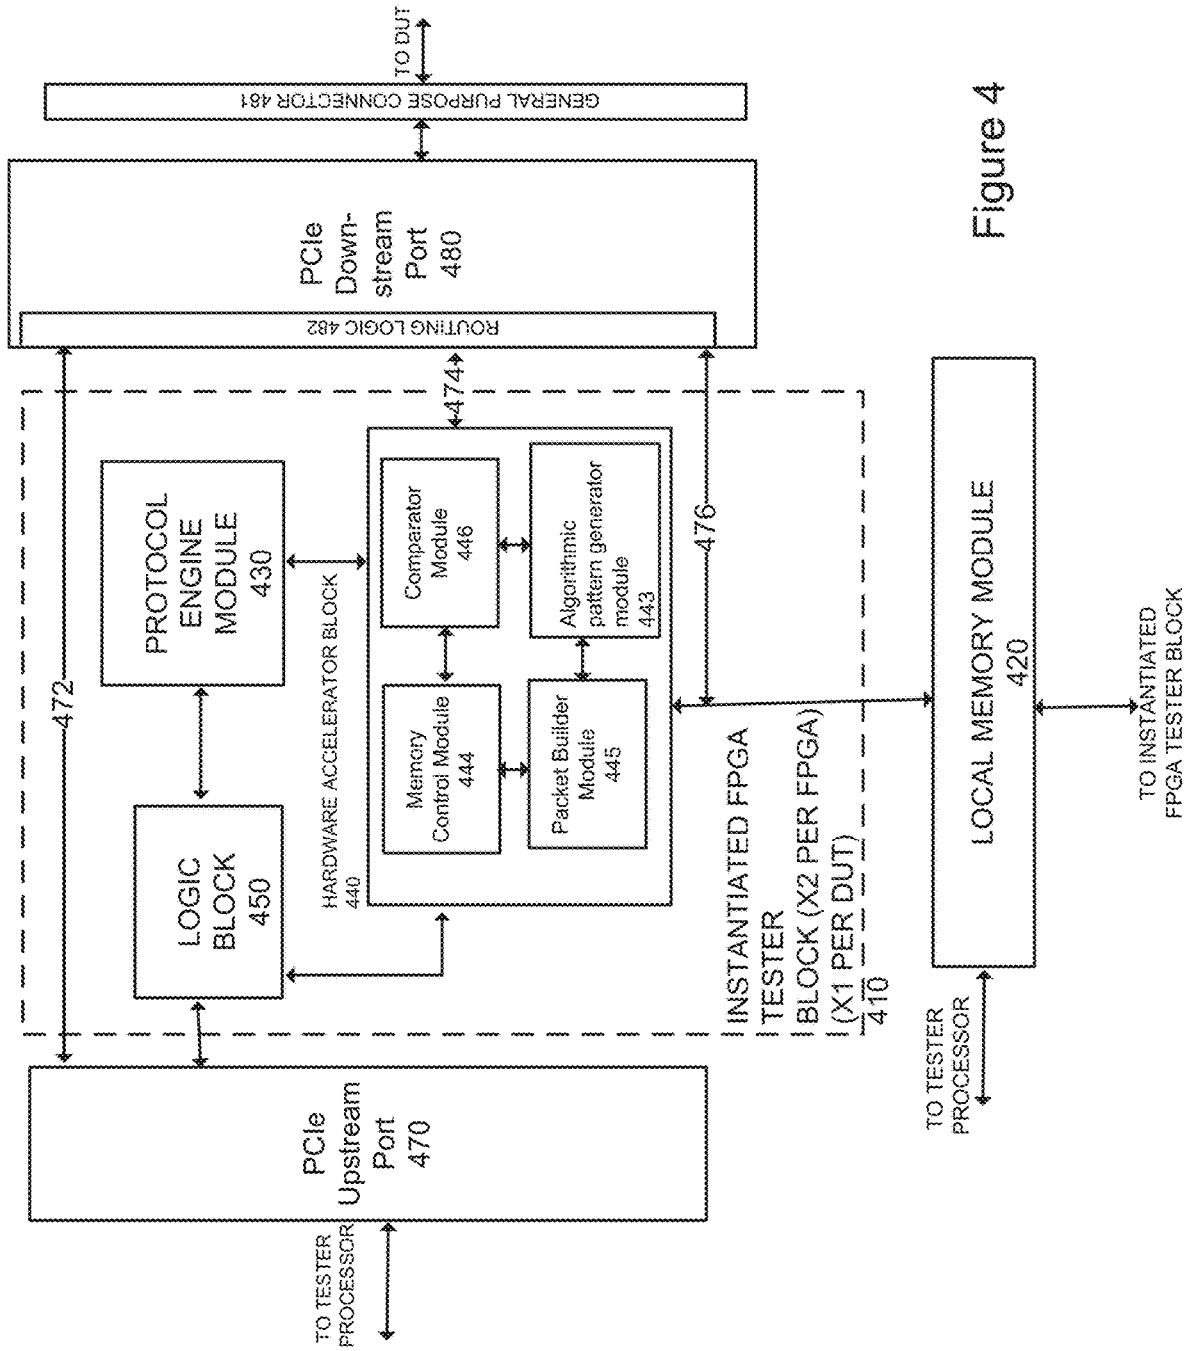 TO TESTER
PROCESSOR
PCIe
Upstream
Port
470
472
LOGIC
BLOCK
450
PROTOCOL
ENGINE
MODULE
430
HARDWARE ACCELERATOR BLOCK
440
Memory
Control Module
444
Comparator
Module
446
Packet Builder
Module
445
Algorithmic
pattern generator
module
443
474
476
INSTANTIATED FPGA
TESTER
BLOCK (X2 PER FPGA)
(X1 PER DUT)
410
ROUTING LOGIC 482
PCIe
Down-
stream
Port
480
GENERAL PURPOSE CONNECTOR 481
TO DUT
TO TESTER
PROCESSOR
LOCAL MEMORY MODULE
420
TO INSTANTIATED
FPGA TESTER BLOCK
Figure 4